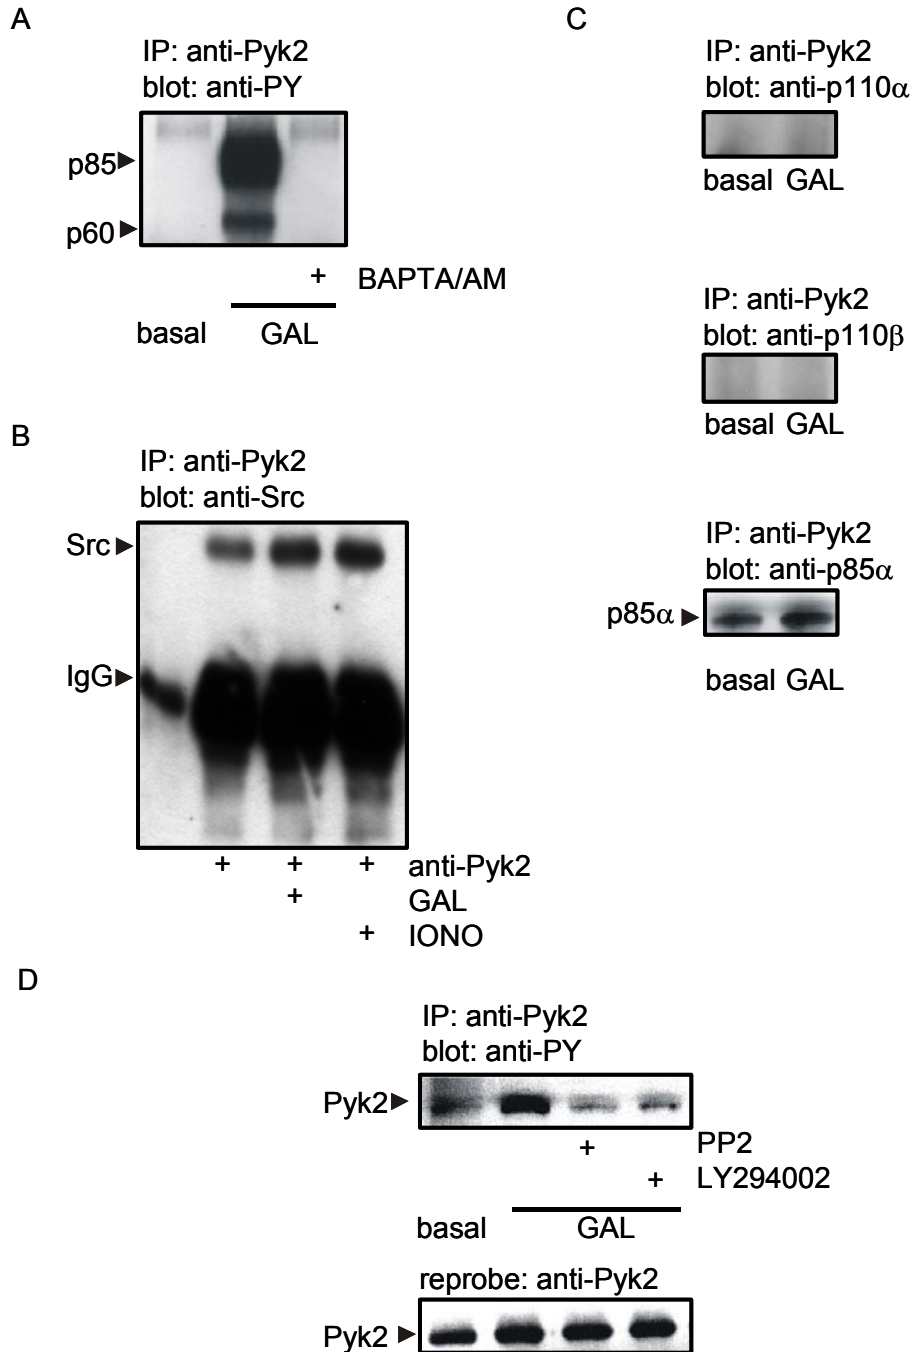 A
IP: anti-Pyk2
blot: anti-PY
p85
p60
+ BAPTA/AM
basal GAL
B
IP: anti-Pyk2
blot: anti-Src
Src
IgG
+ + + anti-Pyk2
+ GAL
+ IONO
C
IP: anti-Pyk2
blot: anti-p110α
basal GAL
IP: anti-Pyk2
blot: anti-p110β
basal GAL
IP: anti-Pyk2
blot: anti-p85α
p85α
basal GAL
D
IP: anti-Pyk2
blot: anti-PY
Pyk2
+ PP2
+ LY294002
basal GAL
reprobe: anti-Pyk2
Pyk2